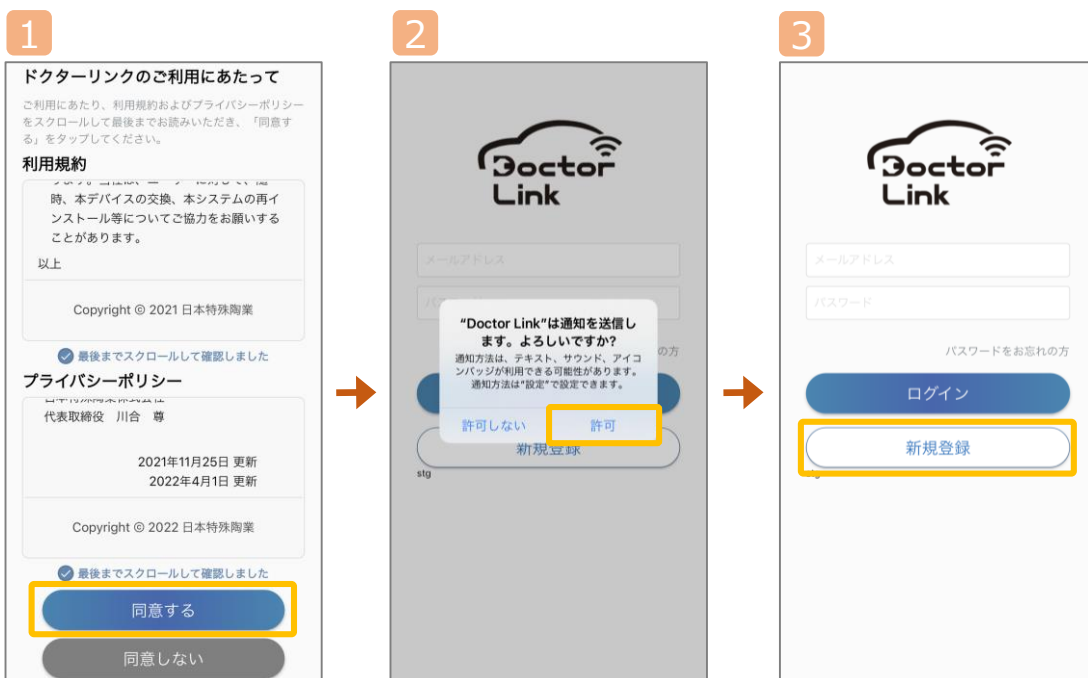 1
ドクターリンクのご利用にあたって
ご利用にあたり、利用規約およびプライバシーポリシー
をスクロールして最後までお読みいただき、「同意す
る」をタップしてください。
利用規約
時、本デバイスの交換、本システムの再イ
ンストール等についてご協力をお願いする
ことがあります。
以上
Copyright © 2021 日本特殊陶業
最後までスクロールして確認しました
プライバシーポリシー
代表取締役 川合 尊
2021年11月25日 更新
2022年4月1日 更新
Copyright © 2022 日本特殊陶業
最後までスクロールして確認しました
同意する
同意しない
2
Doctor
Link
メールアドレス
"Doctor Link"は通知を送信し
ます。よろしいですか?
通知方法は、テキスト、サウンド、アイコ
ンバッジが利用できる可能性があります。
通知方法は"設定"で設定できます。
の方
許可しない
許可
新規登録
stg
3
Doctor
Link
メールアドレス
パスワード
パスワードをお忘れの方
ログイン
新規登録